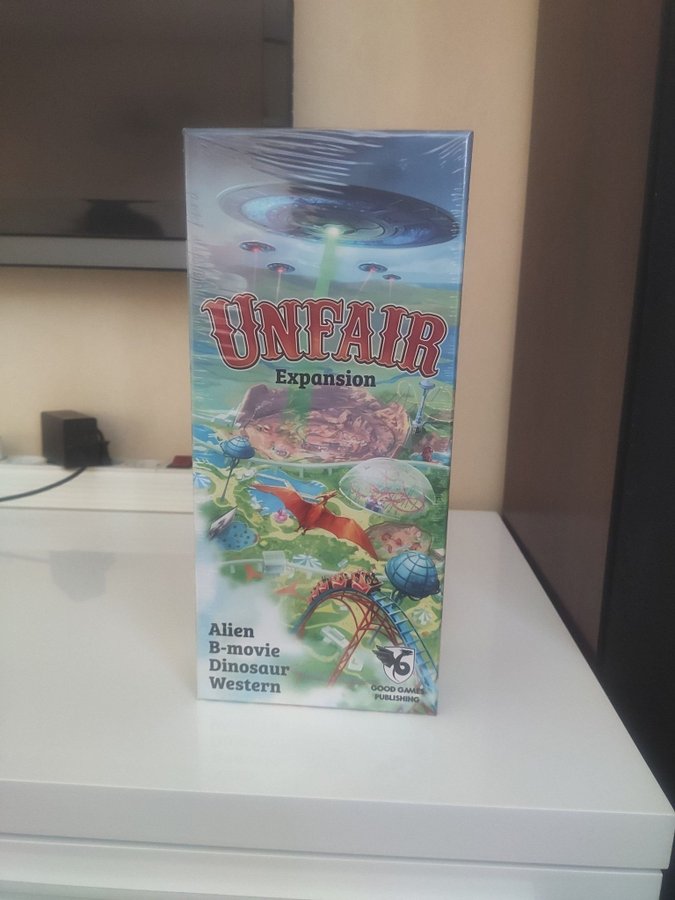 UNFAIR
Expansion
Alien
B-movie
Dinosaur
Western
GOOD GAMES
PUBLISHING